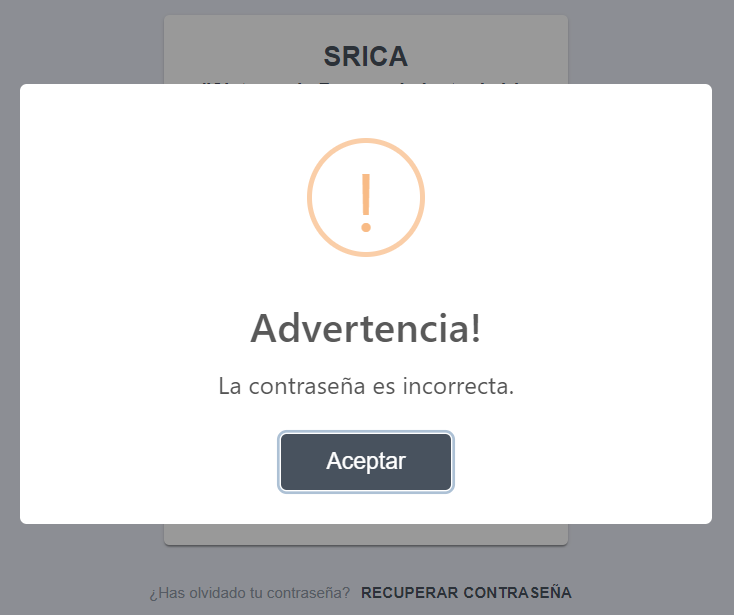 SRICA
!
Advertencia!
La contraseña es incorrecta.
Aceptar
¿Has olvidado tu contraseña? RECUPERAR CONTRASEÑA